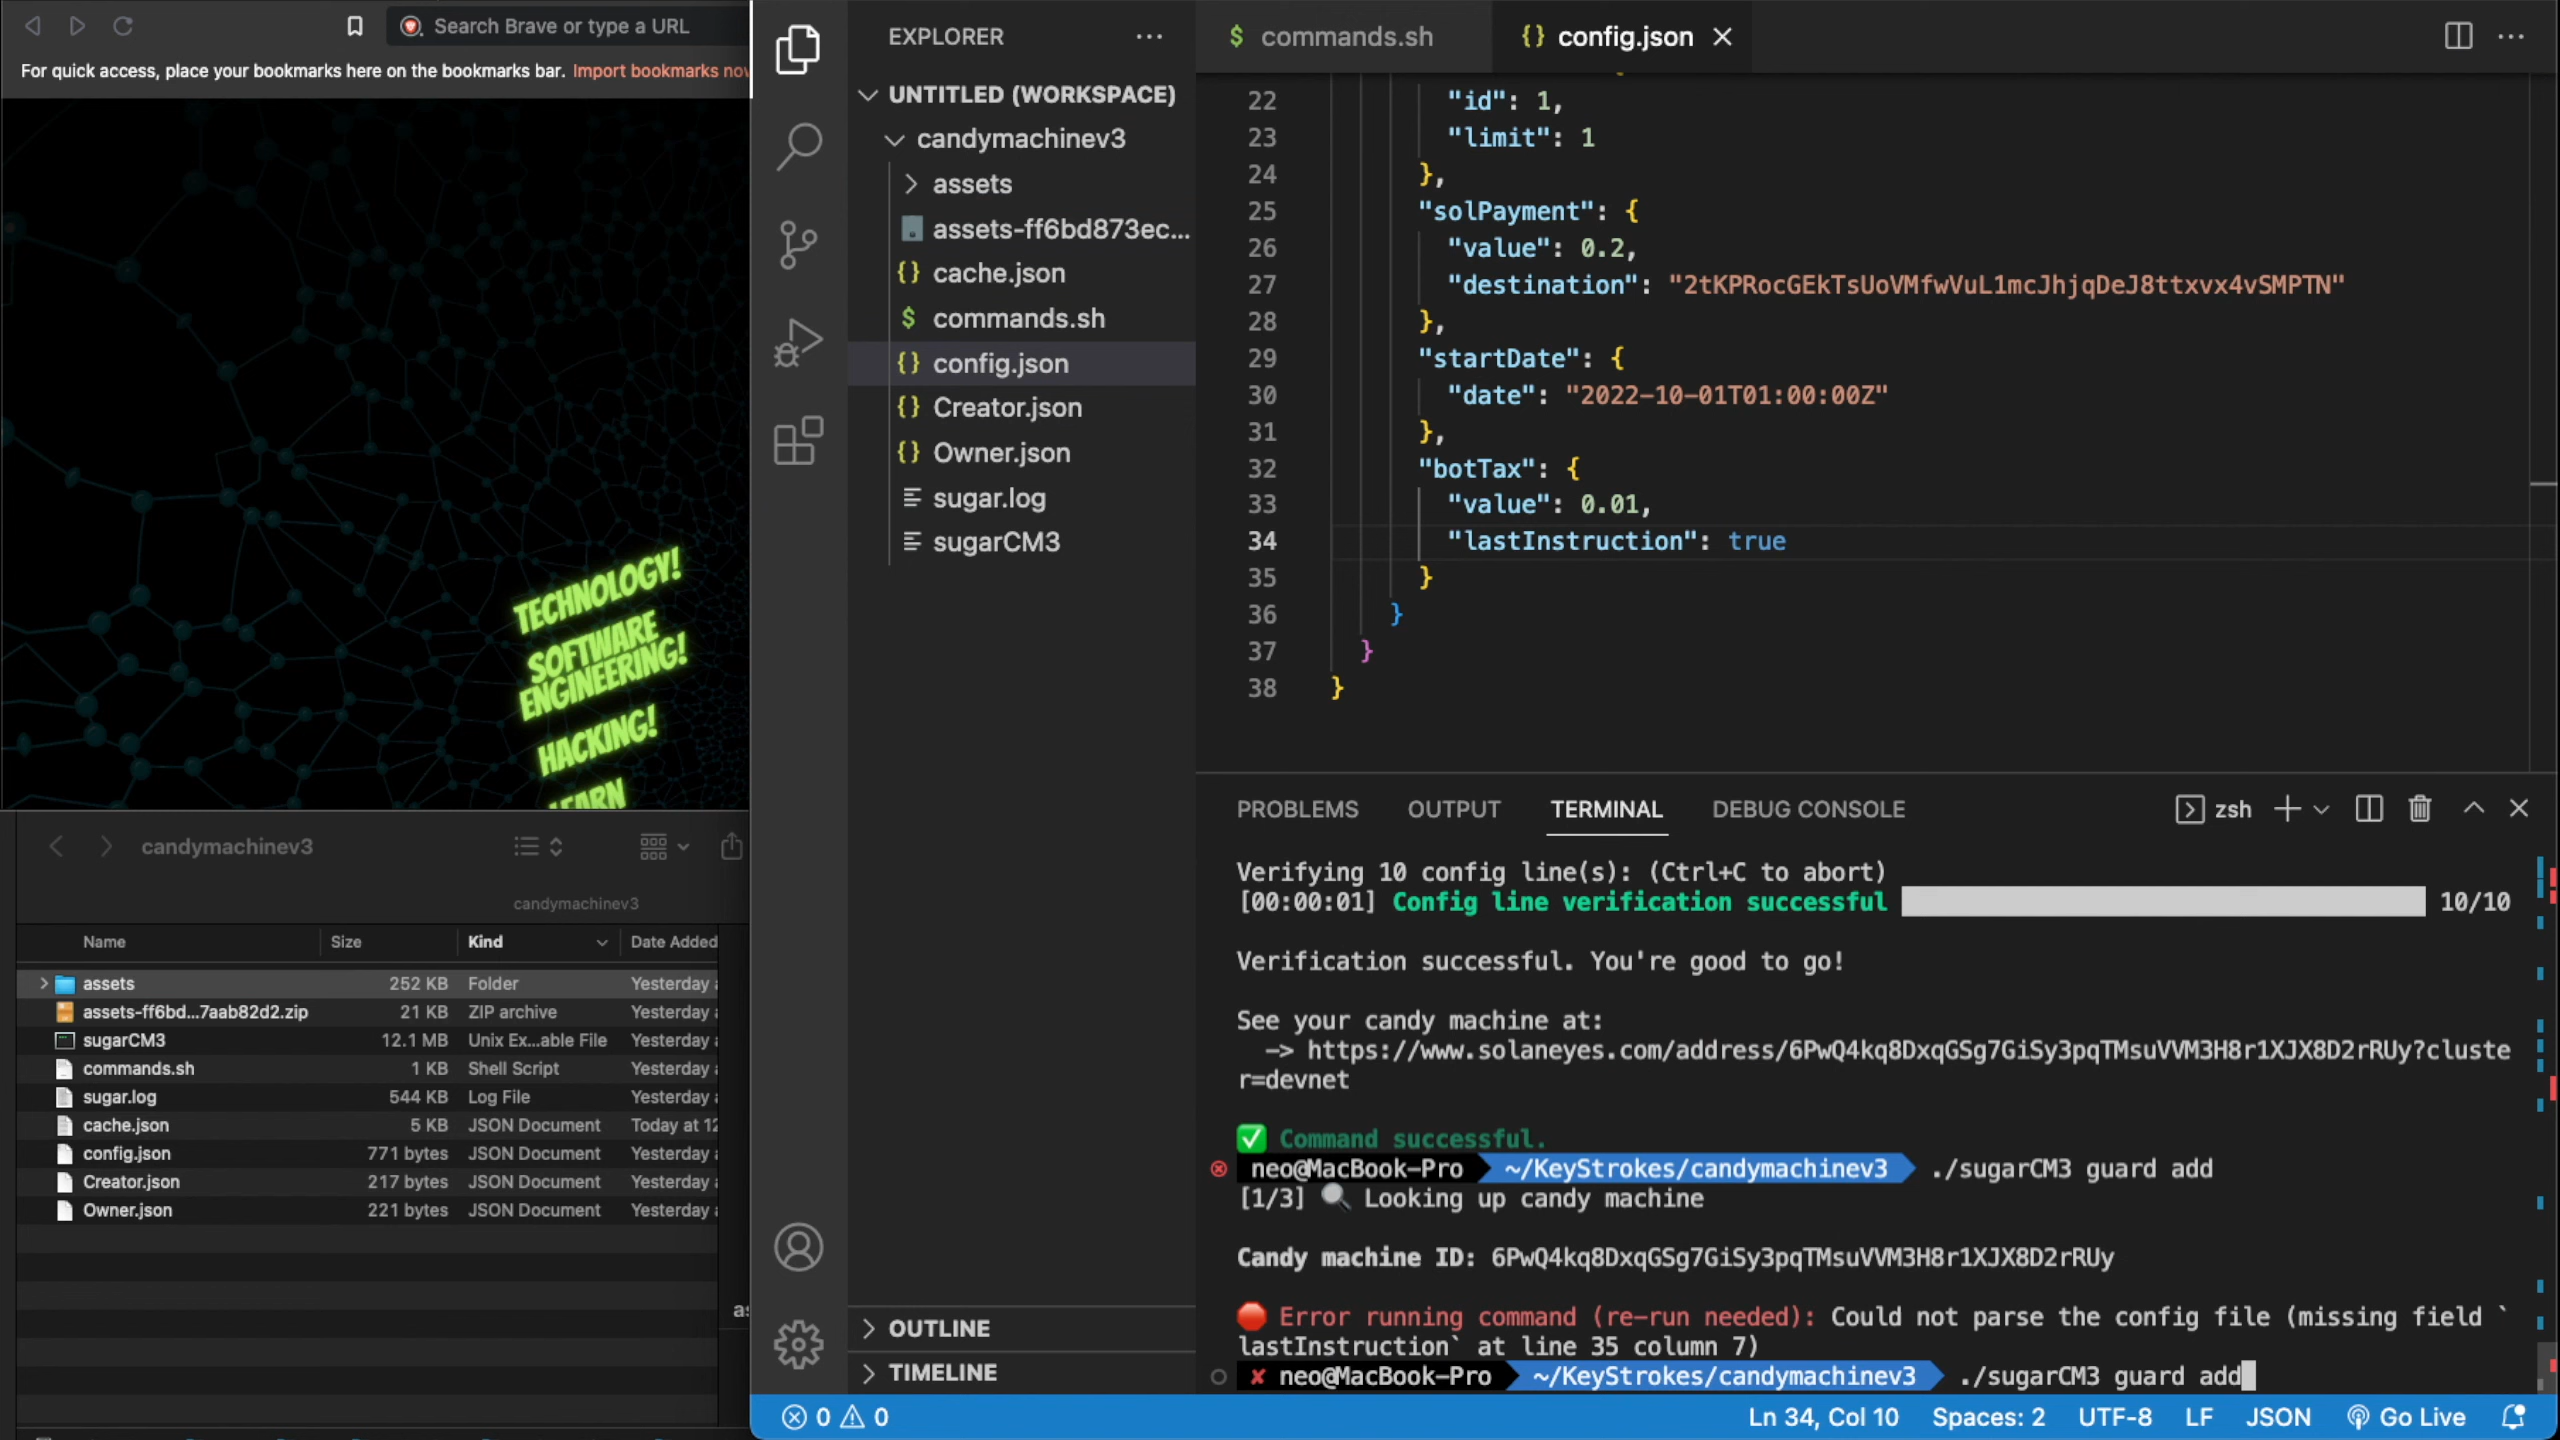 Search Brave or type a URL
For quick access, place your bookmarks here on the bookmarks bar. Import bookmarks now
TECHNOLOGY!
SOFTWARE
ENGINEERING!
HACKING!
LEARN
candymachinev3
candymachinev3
Name Size Kind Date Added
assets 252 KB Folder Yesterday
assets-ff6bd...7aab82d2.zip 21 KB ZIP archive Yesterday
sugarCM3 12.1 MB Unix Ex...able File Yesterday
commands.sh 1 KB Shell Script Yesterday
sugar.log 544 KB Log File Yesterday
cache.json 5 KB JSON Document Today at 12
config.json 771 bytes JSON Document Yesterday
Creator.json 217 bytes JSON Document Yesterday
Owner.json 221 bytes JSON Document Yesterday
EXPLORER
UNTITLED (WORKSPACE)
candymachinev3
assets
assets-ff6bd873ec...
cache.json
$ commands.sh
{} config.json
Creator.json
Owner.json
sugar.log
sugarCM3
OUTLINE
TIMELINE
$ commands.sh {} config.json
22 "id": 1,
23 "limit": 1
24 },
25 "solPayment": {
26 "value": 0.2,
27 "destination": "2tKPRocGEkTsUoVMfwVuL1mcJhjqDeJ8ttxvx4vSMPTN"
28 },
29 "startDate": {
30 "date": "2022-10-01T01:00:00Z"
31 },
32 "botTax": {
33 "value": 0.01,
34 "lastInstruction": true
35 }
36 }
37 }
38 }
PROBLEMS OUTPUT TERMINAL DEBUG CONSOLE zsh
Verifying 10 config line(s): (Ctrl+C to abort)
[00:00:01] Config line verification successful 10/10
Verification successful. You're good to go!
See your candy machine at:
-> https://www.solaneyes.com/address/6PwQ4kq8DxqGSg7GiSy3pqTMsuVVM3H8r1XJX8D2rRUy?cluste
r=devnet
✅ Command successful.
neo@MacBook-Pro ~/KeyStrokes/candymachinev3 ./sugarCM3 guard add
[1/3] 🔍 Looking up candy machine
Candy machine ID: 6PwQ4kq8DxqGSg7GiSy3pqTMsuVVM3H8r1XJX8D2rRUy
🛑 Error running command (re-run needed): Could not parse the config file (missing field `
lastInstruction` at line 35 column 7)
✘ neo@MacBook-Pro ~/KeyStrokes/candymachinev3 ./sugarCM3 guard add
0 0 Ln 34, Col 10 Spaces: 2 UTF-8 LF JSON Go Live